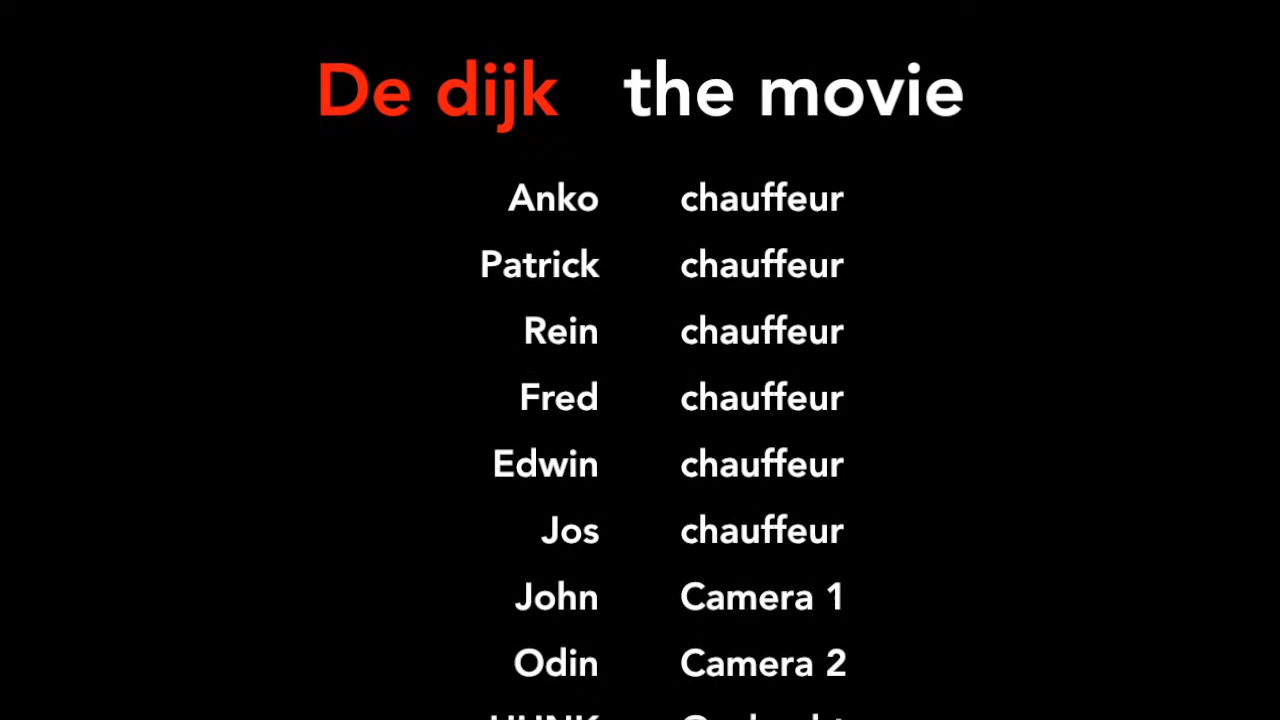 De dijk the movie
Anko chauffeur
Patrick chauffeur
Rein chauffeur
Fred chauffeur
Edwin chauffeur
Jos chauffeur
John Camera 1
Odin Camera 2